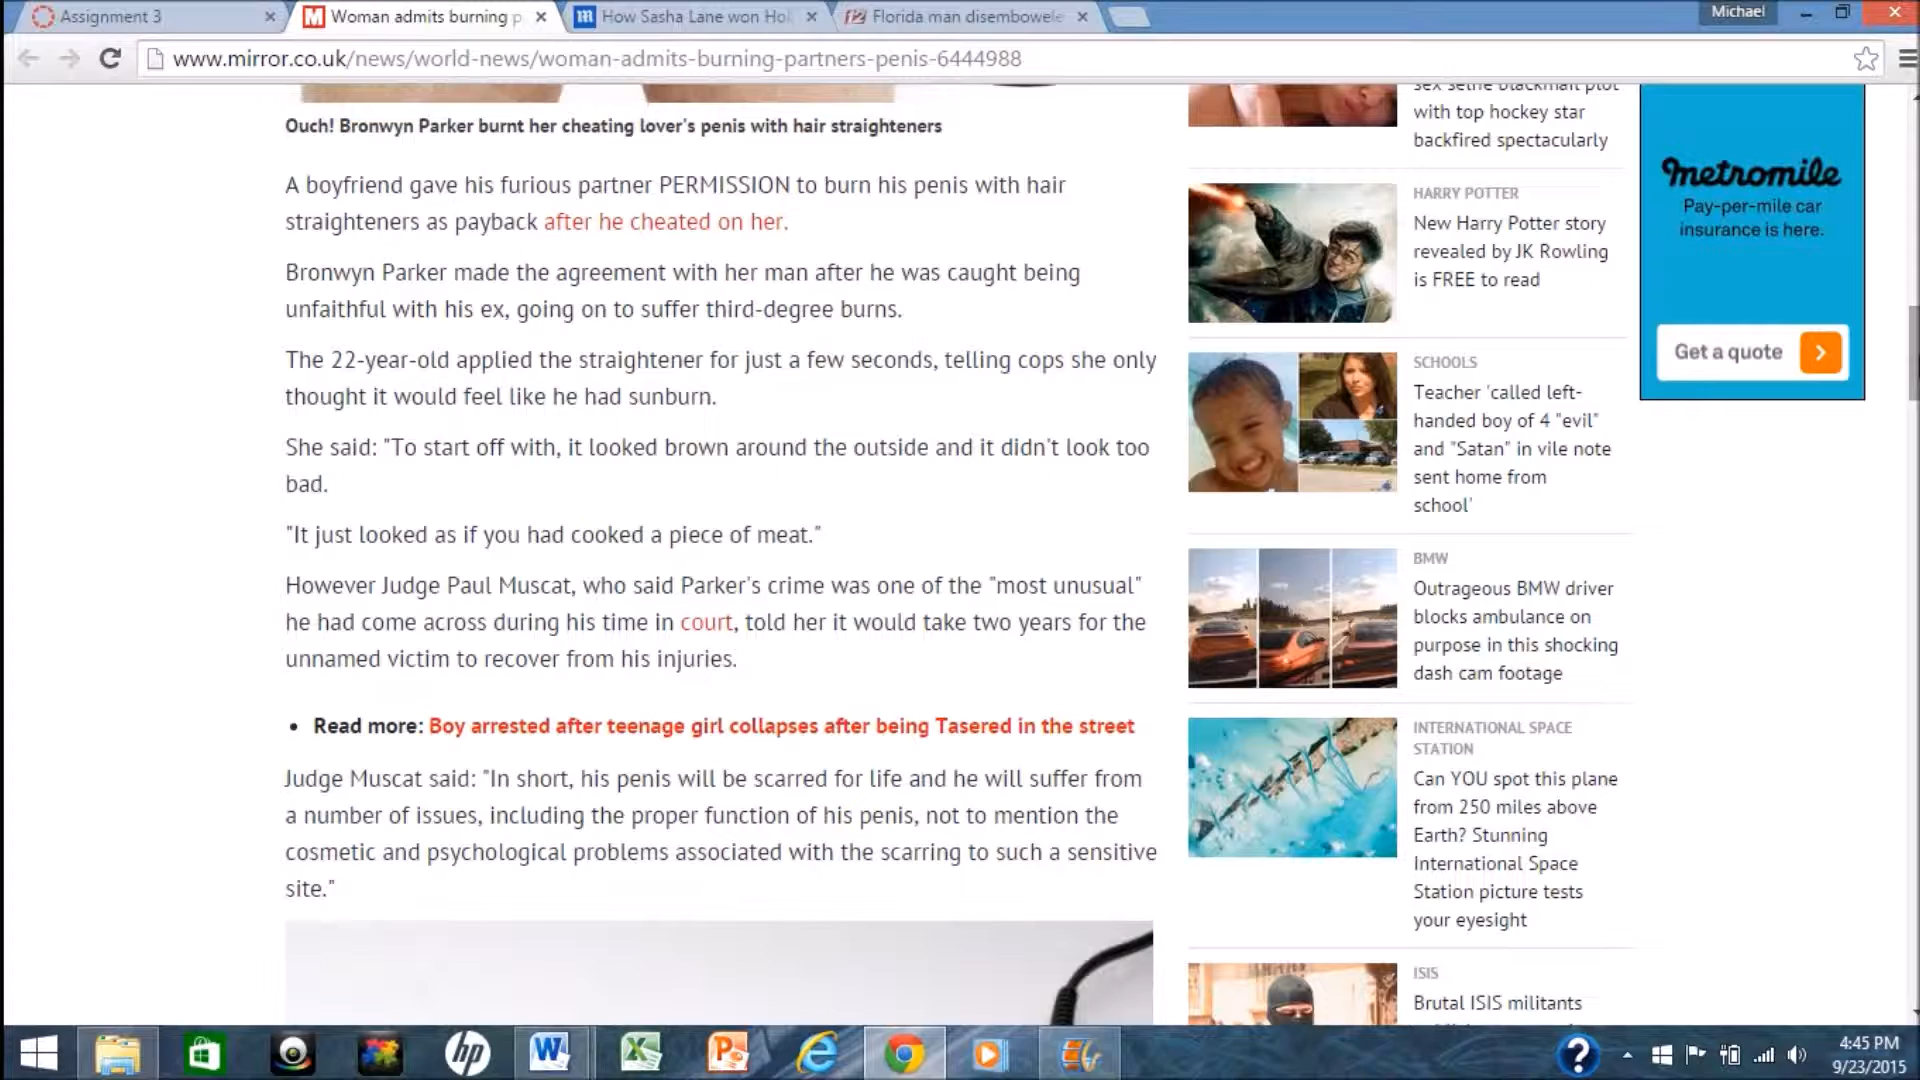 Assignment 3
Woman admits burning p
How Sasha Lane won Hol
Florida man disembowele
Michael
www.mirror.co.uk/news/world-news/woman-admits-burning-partners-penis-6444988
Ouch! Bronwyn Parker burnt her cheating lover's penis with hair straighteners
A boyfriend gave his furious partner PERMISSION to burn his penis with hair
straighteners as payback after he cheated on her.
Bronwyn Parker made the agreement with her man after he was caught being
unfaithful with his ex, going on to suffer third-degree burns.
The 22-year-old applied the straightener for just a few seconds, telling cops she only
thought it would feel like he had sunburn.
She said: "To start off with, it looked brown around the outside and it didn't look too
bad.
"It just looked as if you had cooked a piece of meat."
However Judge Paul Muscat, who said Parker's crime was one of the "most unusual"
he had come across during his time in court, told her it would take two years for the
unnamed victim to recover from his injuries.
• Read more: Boy arrested after teenage girl collapses after being Tasered in the street
Judge Muscat said: "In short, his penis will be scarred for life and he will suffer from
a number of issues, including the proper function of his penis, not to mention the
cosmetic and psychological problems associated with the scarring to such a sensitive
site."
sex selfie blackmail plot
with top hockey star
backfired spectacularly
HARRY POTTER
New Harry Potter story
revealed by JK Rowling
is FREE to read
SCHOOLS
Teacher 'called left-
handed boy of 4 "evil"
and "Satan" in vile note
sent home from
school'
BMW
Outrageous BMW driver
blocks ambulance on
purpose in this shocking
dash cam footage
INTERNATIONAL SPACE
STATION
Can YOU spot this plane
from 250 miles above
Earth? Stunning
International Space
Station picture tests
your eyesight
ISIS
Brutal ISIS militants
metromile
Pay-per-mile car
insurance is here.
Get a quote
4:45 PM
9/23/2015